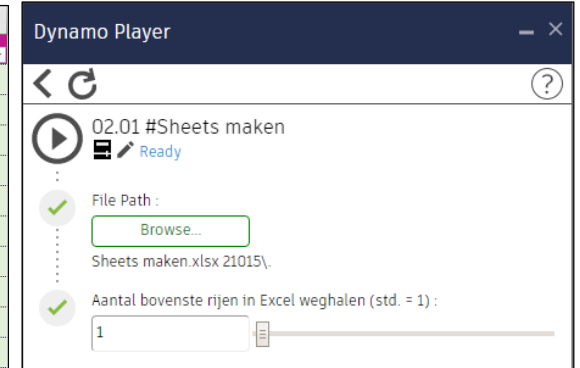 Dynamo Player
02.01 #Sheets maken
Ready
File Path :
Browse...
Sheets maken.xlsx 21015\.
Aantal bovenste rijen in Excel weghalen (std. = 1) :
1